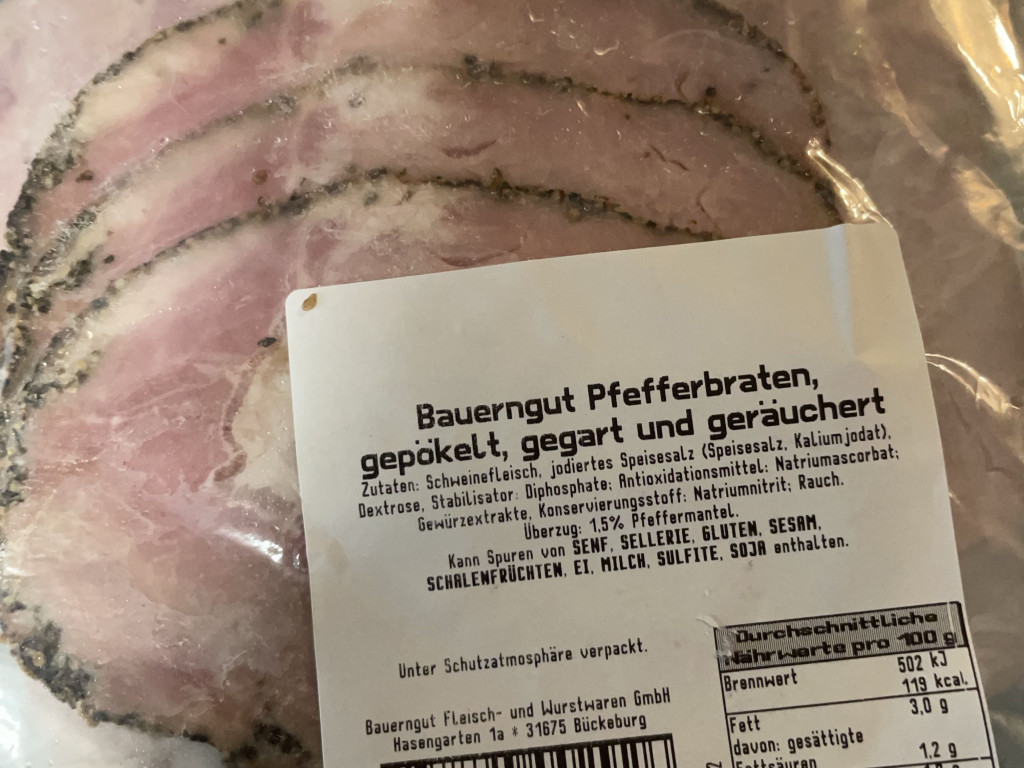 Bauerngut Pfefferbraten,
gepökelt, gegart und geräuchert
Zutaten: Schweinefleisch, jodiertes Speisesalz (Speisesalz, Kaliumjodat),
Dextrose, Stabilisator: Diphosphate; Antioxidationsmittel: Natriumascorbat;
Gewürzextrakte, Konservierungsstoff: Natriumnitrit; Rauch.
Überzug: 1,5% Pfeffermantel.
Kann Spuren von SENF, SELLERIE, GLUTEN, SESAM,
SCHALENFRÜCHTEN, EI, MILCH, SULFITE, SOJA enthalten.
Unter Schutzatmosphäre verpackt.
Bauerngut Fleisch- und Wurstwaren GmbH
Hasengarten 1a * 31675 Bückeburg
Durchschnittliche
Nährwerte pro 100 g
Brennwert 502 kJ
119 kcal
Fett 3,0 g
davon: gesättigte
Fettsäuren 1,2 g